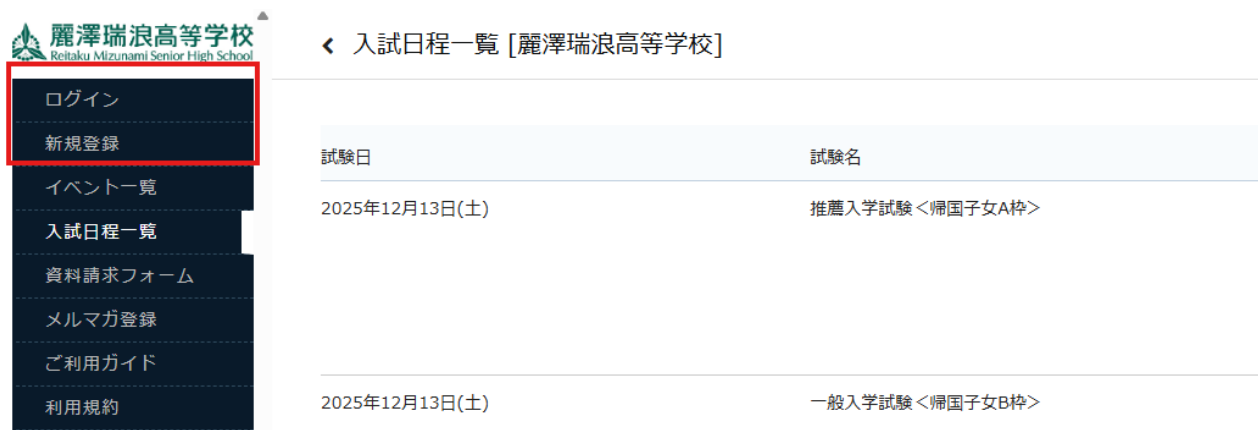 麗澤瑞浪高等学校
Reitaku Mizunami Senior High School
ログイン
新規登録
イベント一覧
入試日程一覧
資料請求フォーム
メルマガ登録
ご利用ガイド
利用規約
入試日程一覧 [麗澤瑞浪高等学校]
試験日 試験名
2025年12月13日(土) 推薦入学試験＜帰国子女A枠＞
2025年12月13日(土) 一般入学試験＜帰国子女B枠＞